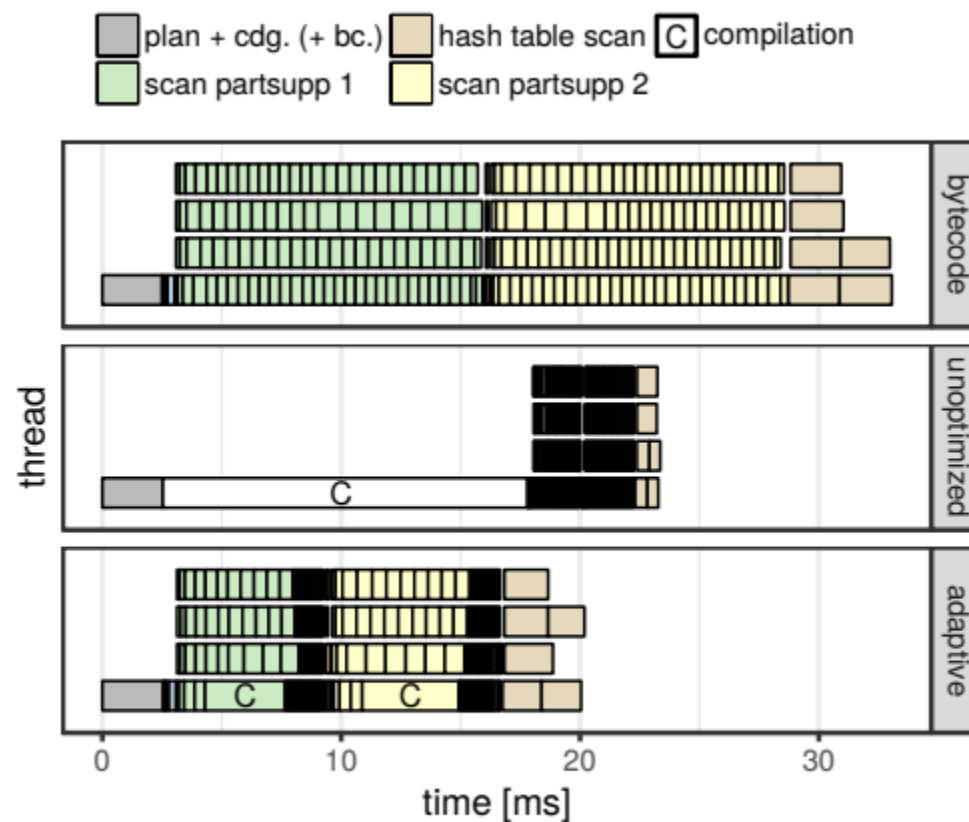 plan + cdg. (+ bc.) hash table scan C compilation
scan partsupp 1 scan partsupp 2
bytecode
thread
C
unoptimized
C C
adaptive
0 10 20 30
time [ms]